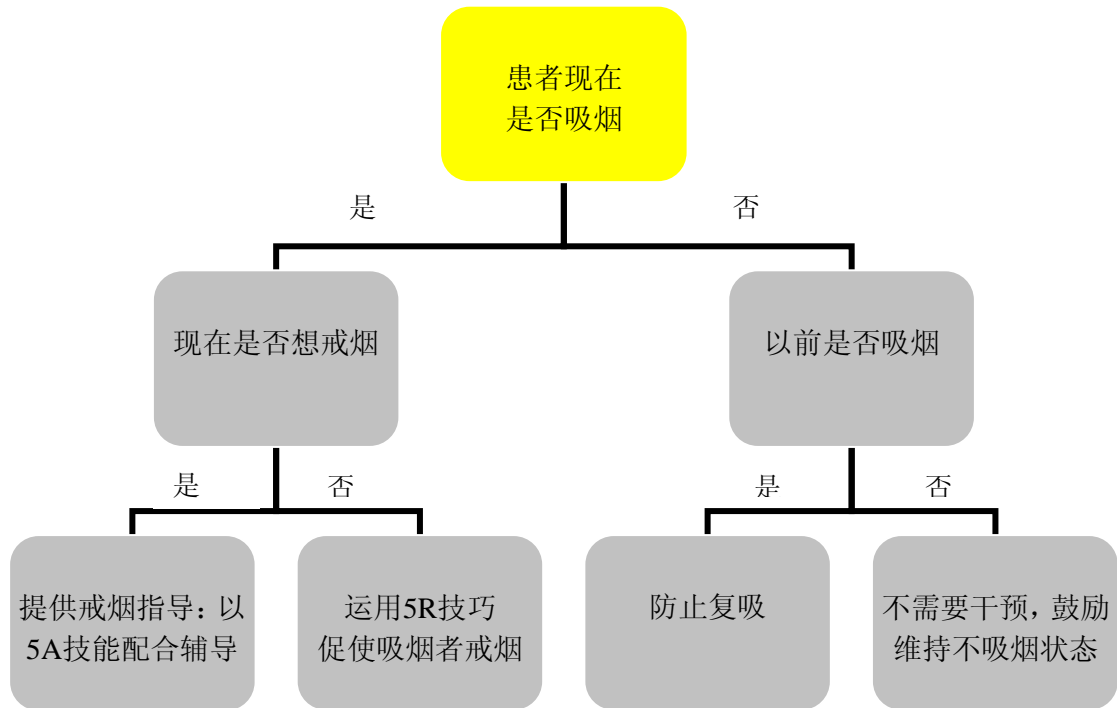 患者现在
是否吸烟
是
否
现在是否想戒烟
以前是否吸烟
是
否
是
否
提供戒烟指导：以
5A技能配合辅导
运用5R技巧
促使吸烟者戒烟
防止复吸
不需要干预，鼓励
维持不吸烟状态